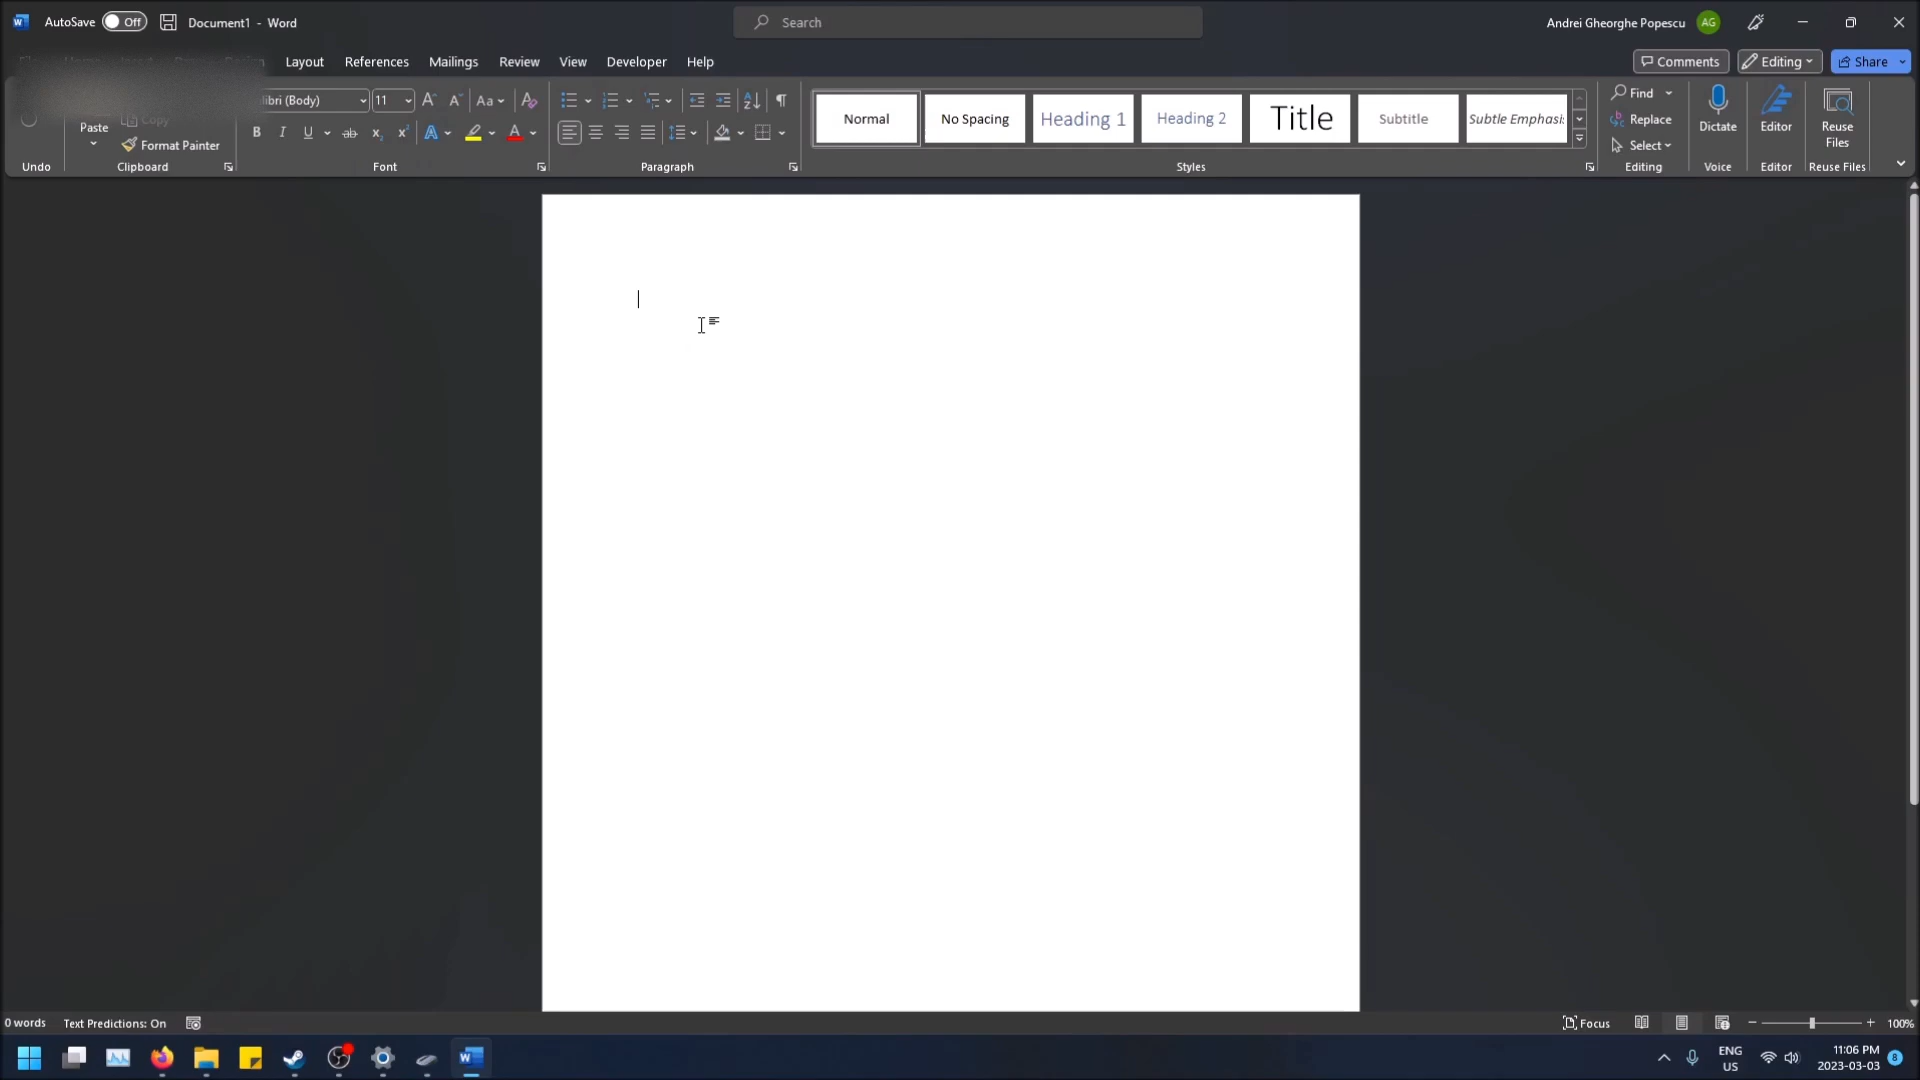 AutoSave Off Document1 - Word Search Andrei Gheorghe Popescu AG
Layout References Mailings Review View Developer Help Comments Editing Share
11 Aa
Paste Copy
Format Painter
Normal No Spacing Heading 1 Heading 2 Title Subtitle
Find
Replace
Select
Dictate Editor Reuse Files
Undo Clipboard Font Paragraph Styles Editing Voice Editor Reuse Files
0 words Text Predictions: On Focus 100%
ENG US 11:06 PM 2023-03-03 8